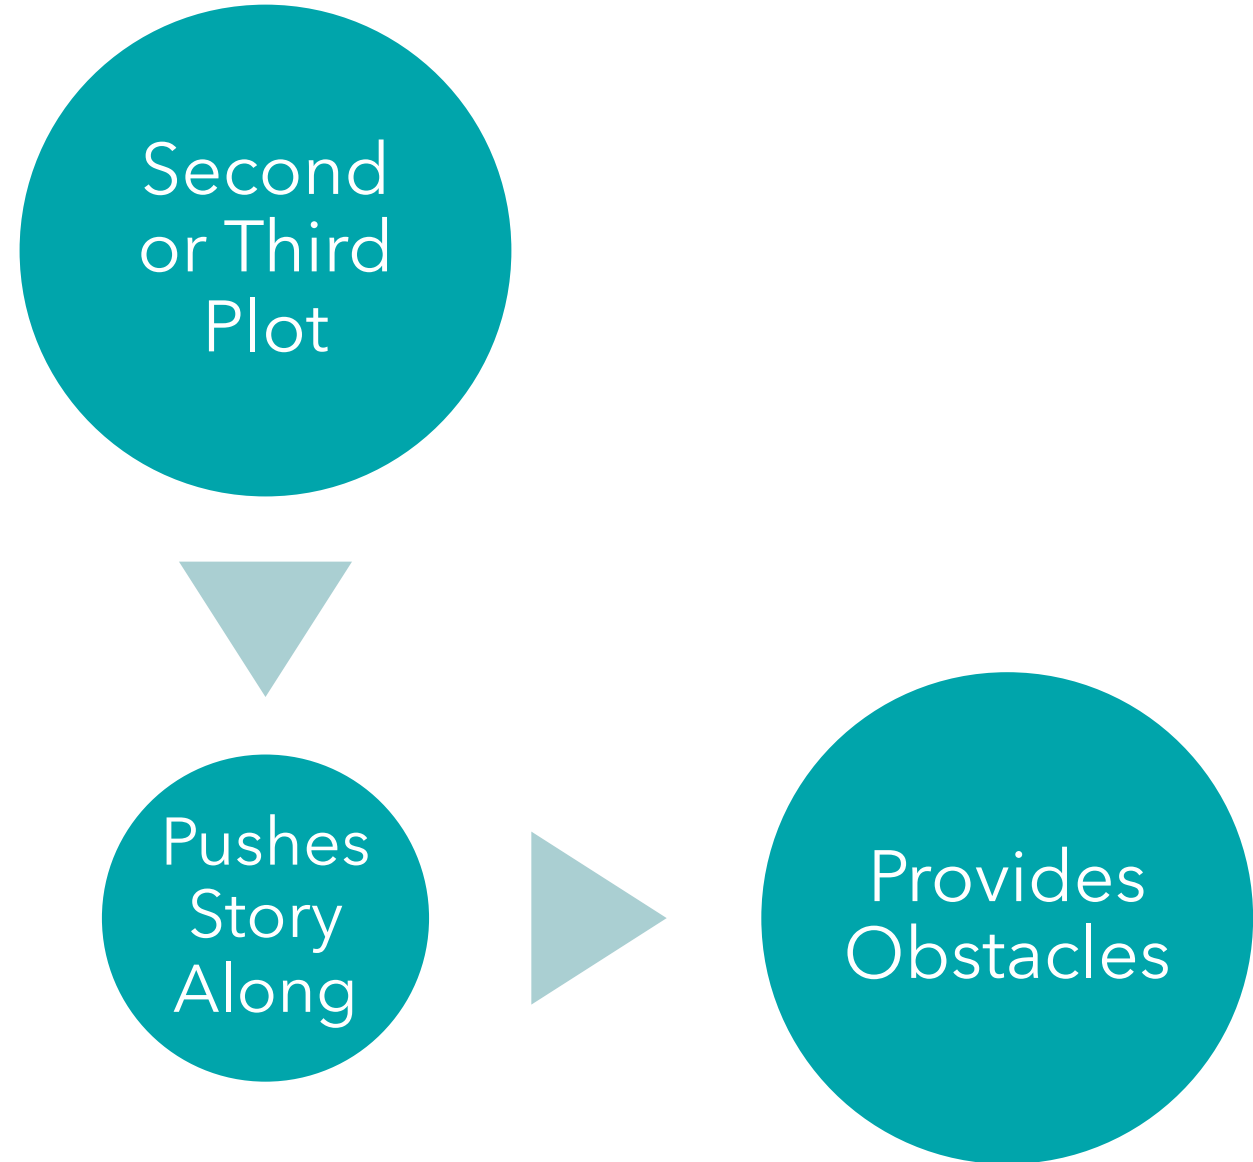 Second
or Third
Plot
Pushes
Story
Along
Provides
Obstacles